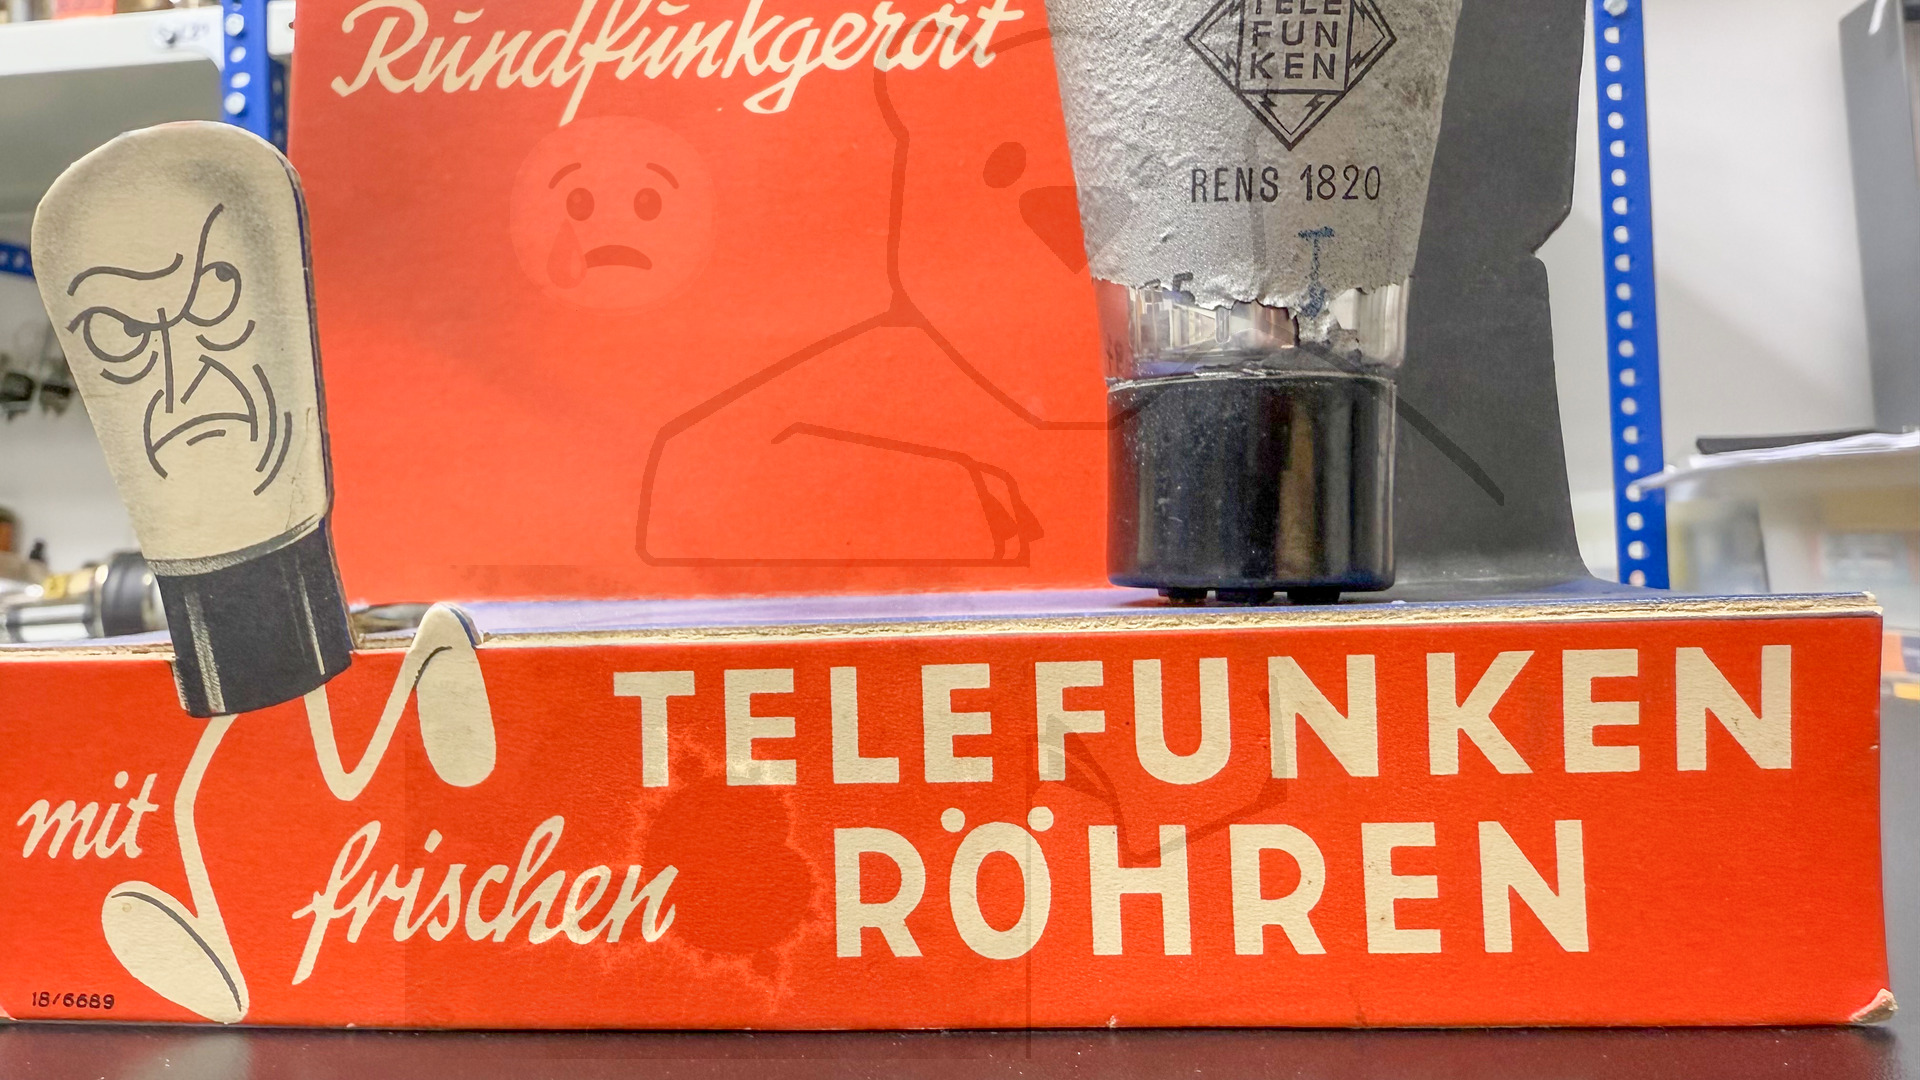 Rundfunkgerät
TELE
FUN
KEN
RENS 1820
TELEFUNKEN
mit
frischen
RÖHREN
18/6689